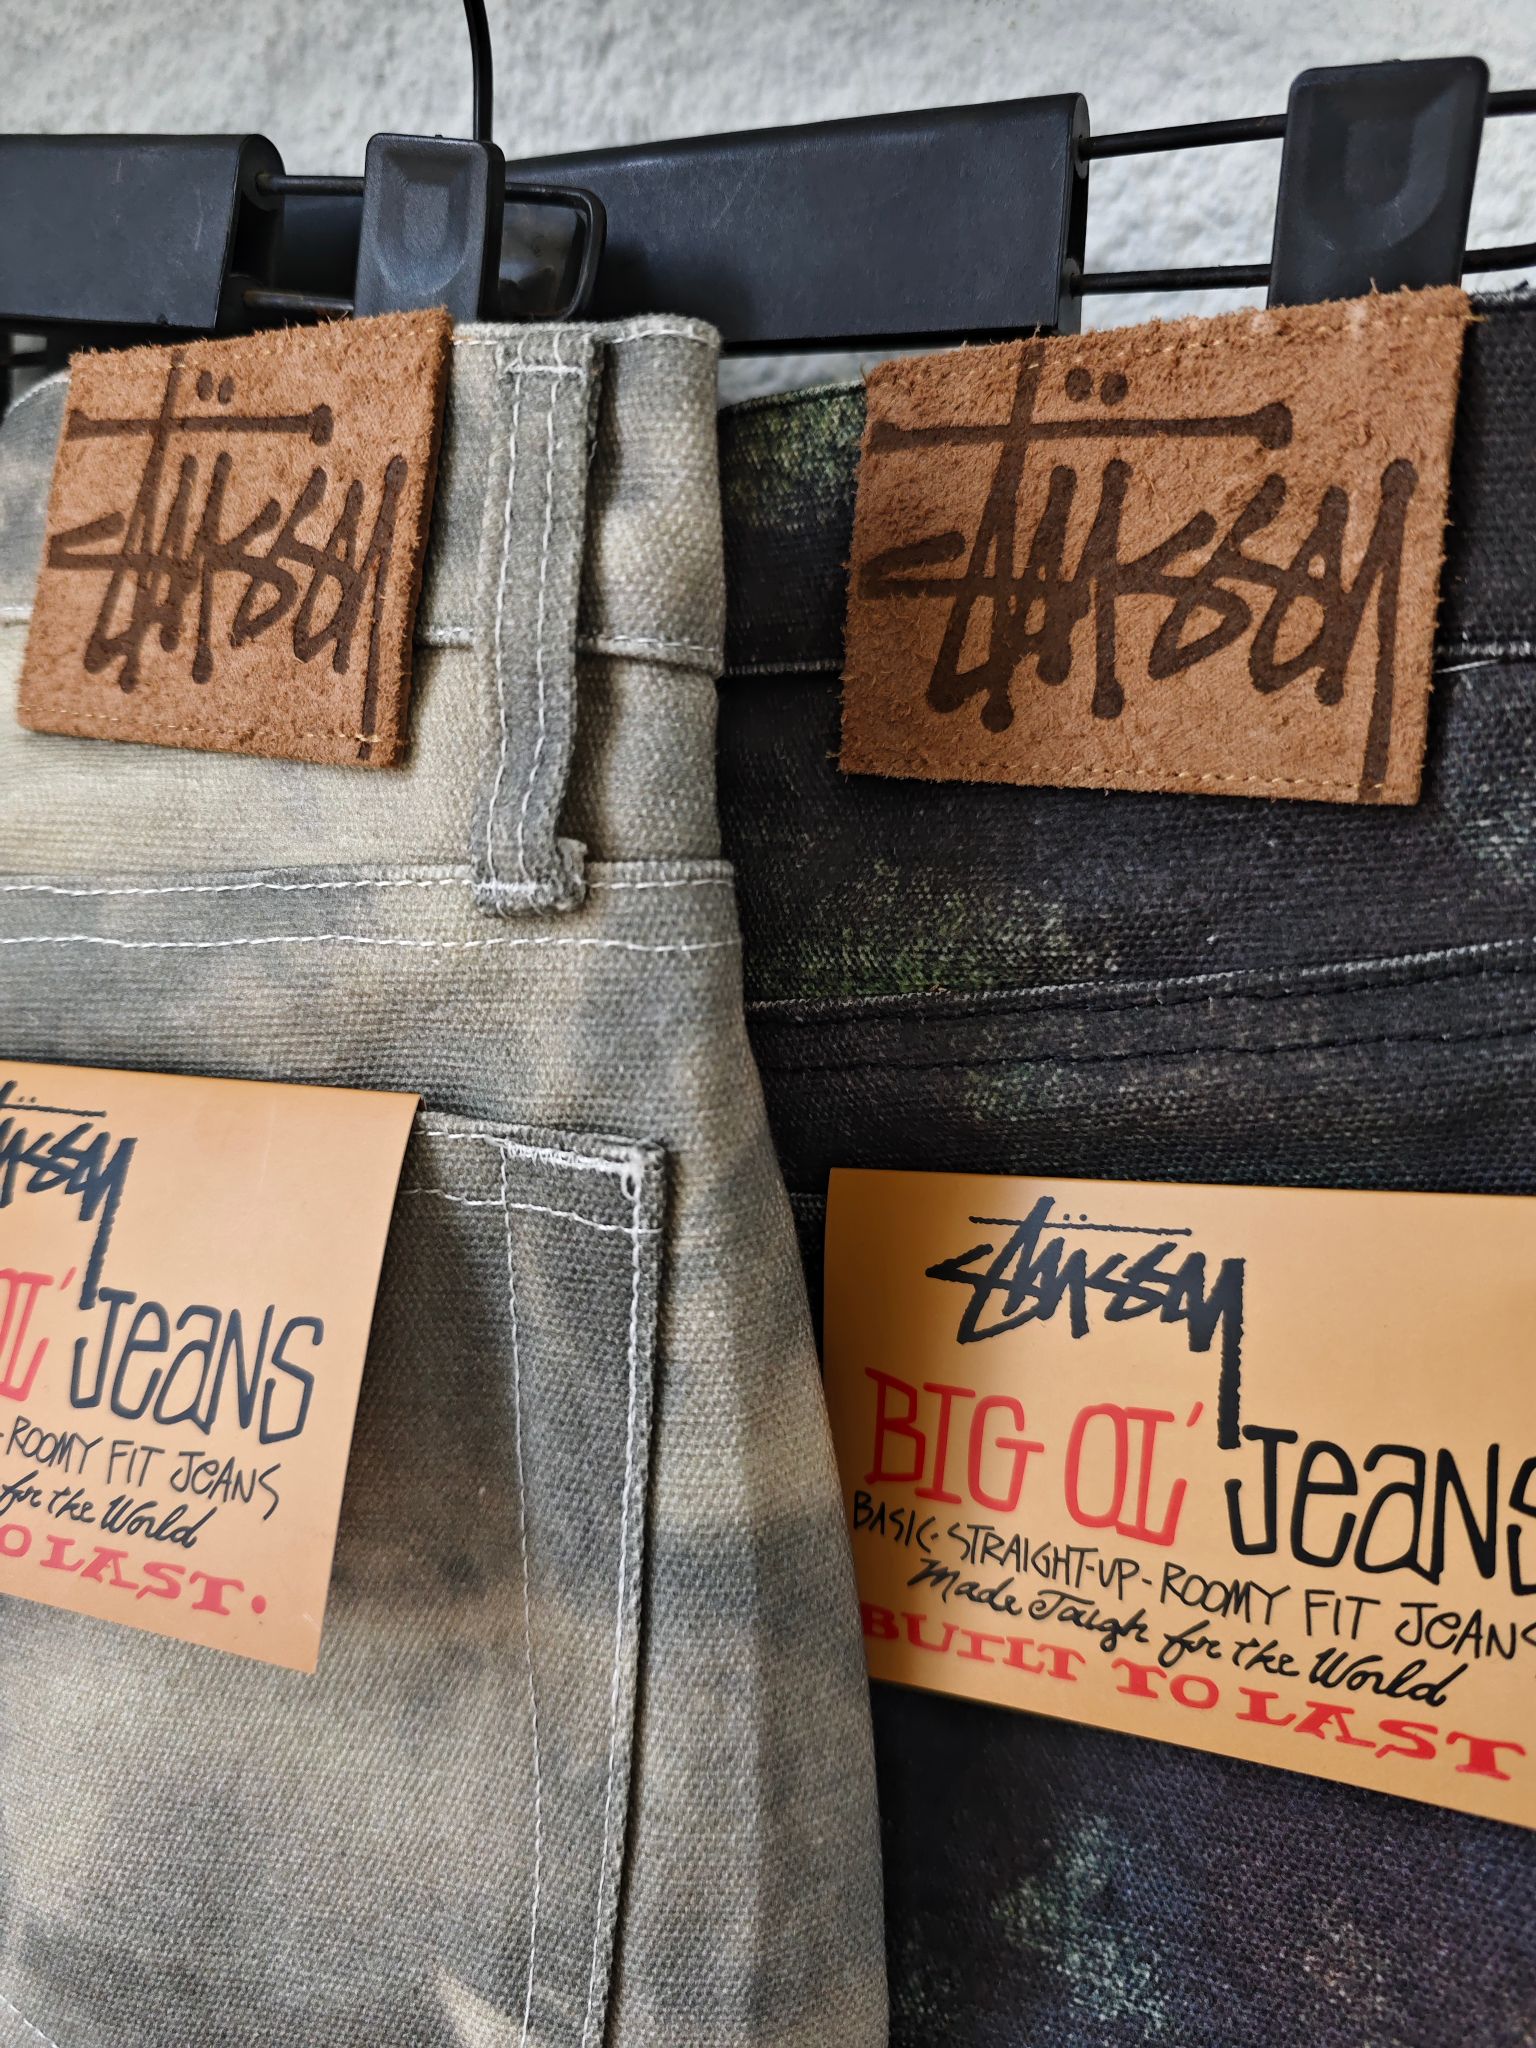 Stüssy
Stüssy
Stüssy
OL' Jeans
-ROOMY FIT Jeans
for the World
TO LAST.
Stüssy
BIG OL' Jeans
BASIC · STRAIGHT-UP - ROOMY FIT Jeans
Made Tough for the World
BUILT TO LAST